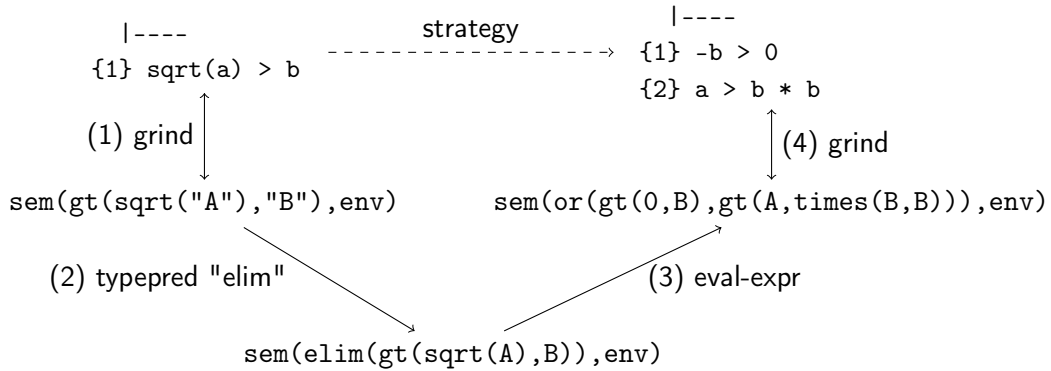 |----
{1} sqrt(a) > b
strategy
|----
{1} -b > 0
{2} a > b * b
(1) grind
(4) grind
sem(gt(sqrt("A"),"B"),env)
sem(or(gt(0,B),gt(A,times(B,B))),env)
(2) typepred "elim"
(3) eval-expr
sem(elim(gt(sqrt(A),B)),env)